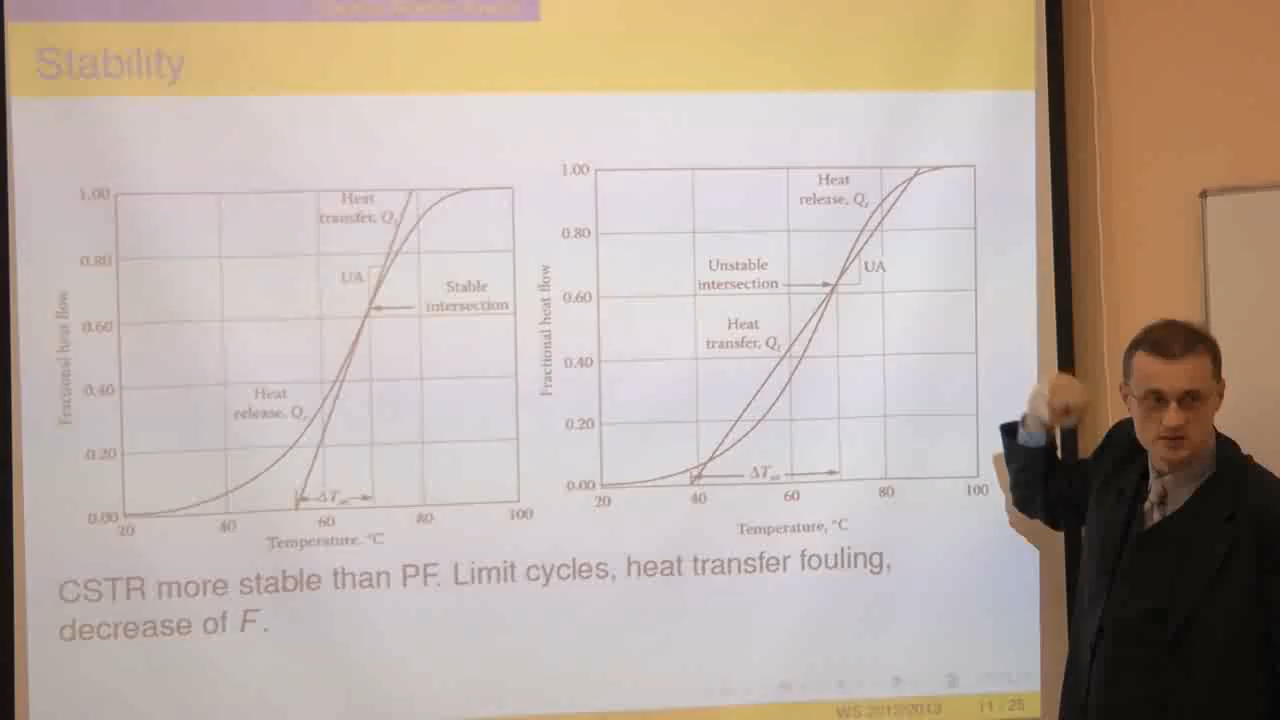 Stability
1.00
0.80
0.60
0.40
0.20
0.00
20
40
60
80
100
Fractional heat flow
Temperature, °C
Heat
transfer, Q
UA
Stable
intersection
Heat
release, Q
ΔT
1.00
0.80
0.60
0.40
0.20
0.00
20
40
60
80
100
Fractional heat flow
Temperature, °C
Heat
release, Q
Unstable
intersection
UA
Heat
transfer, Q
ΔT
CSTR more stable than PF. Limit cycles, heat transfer fouling,
decrease of F.
WS 2012/2013
11 / 25